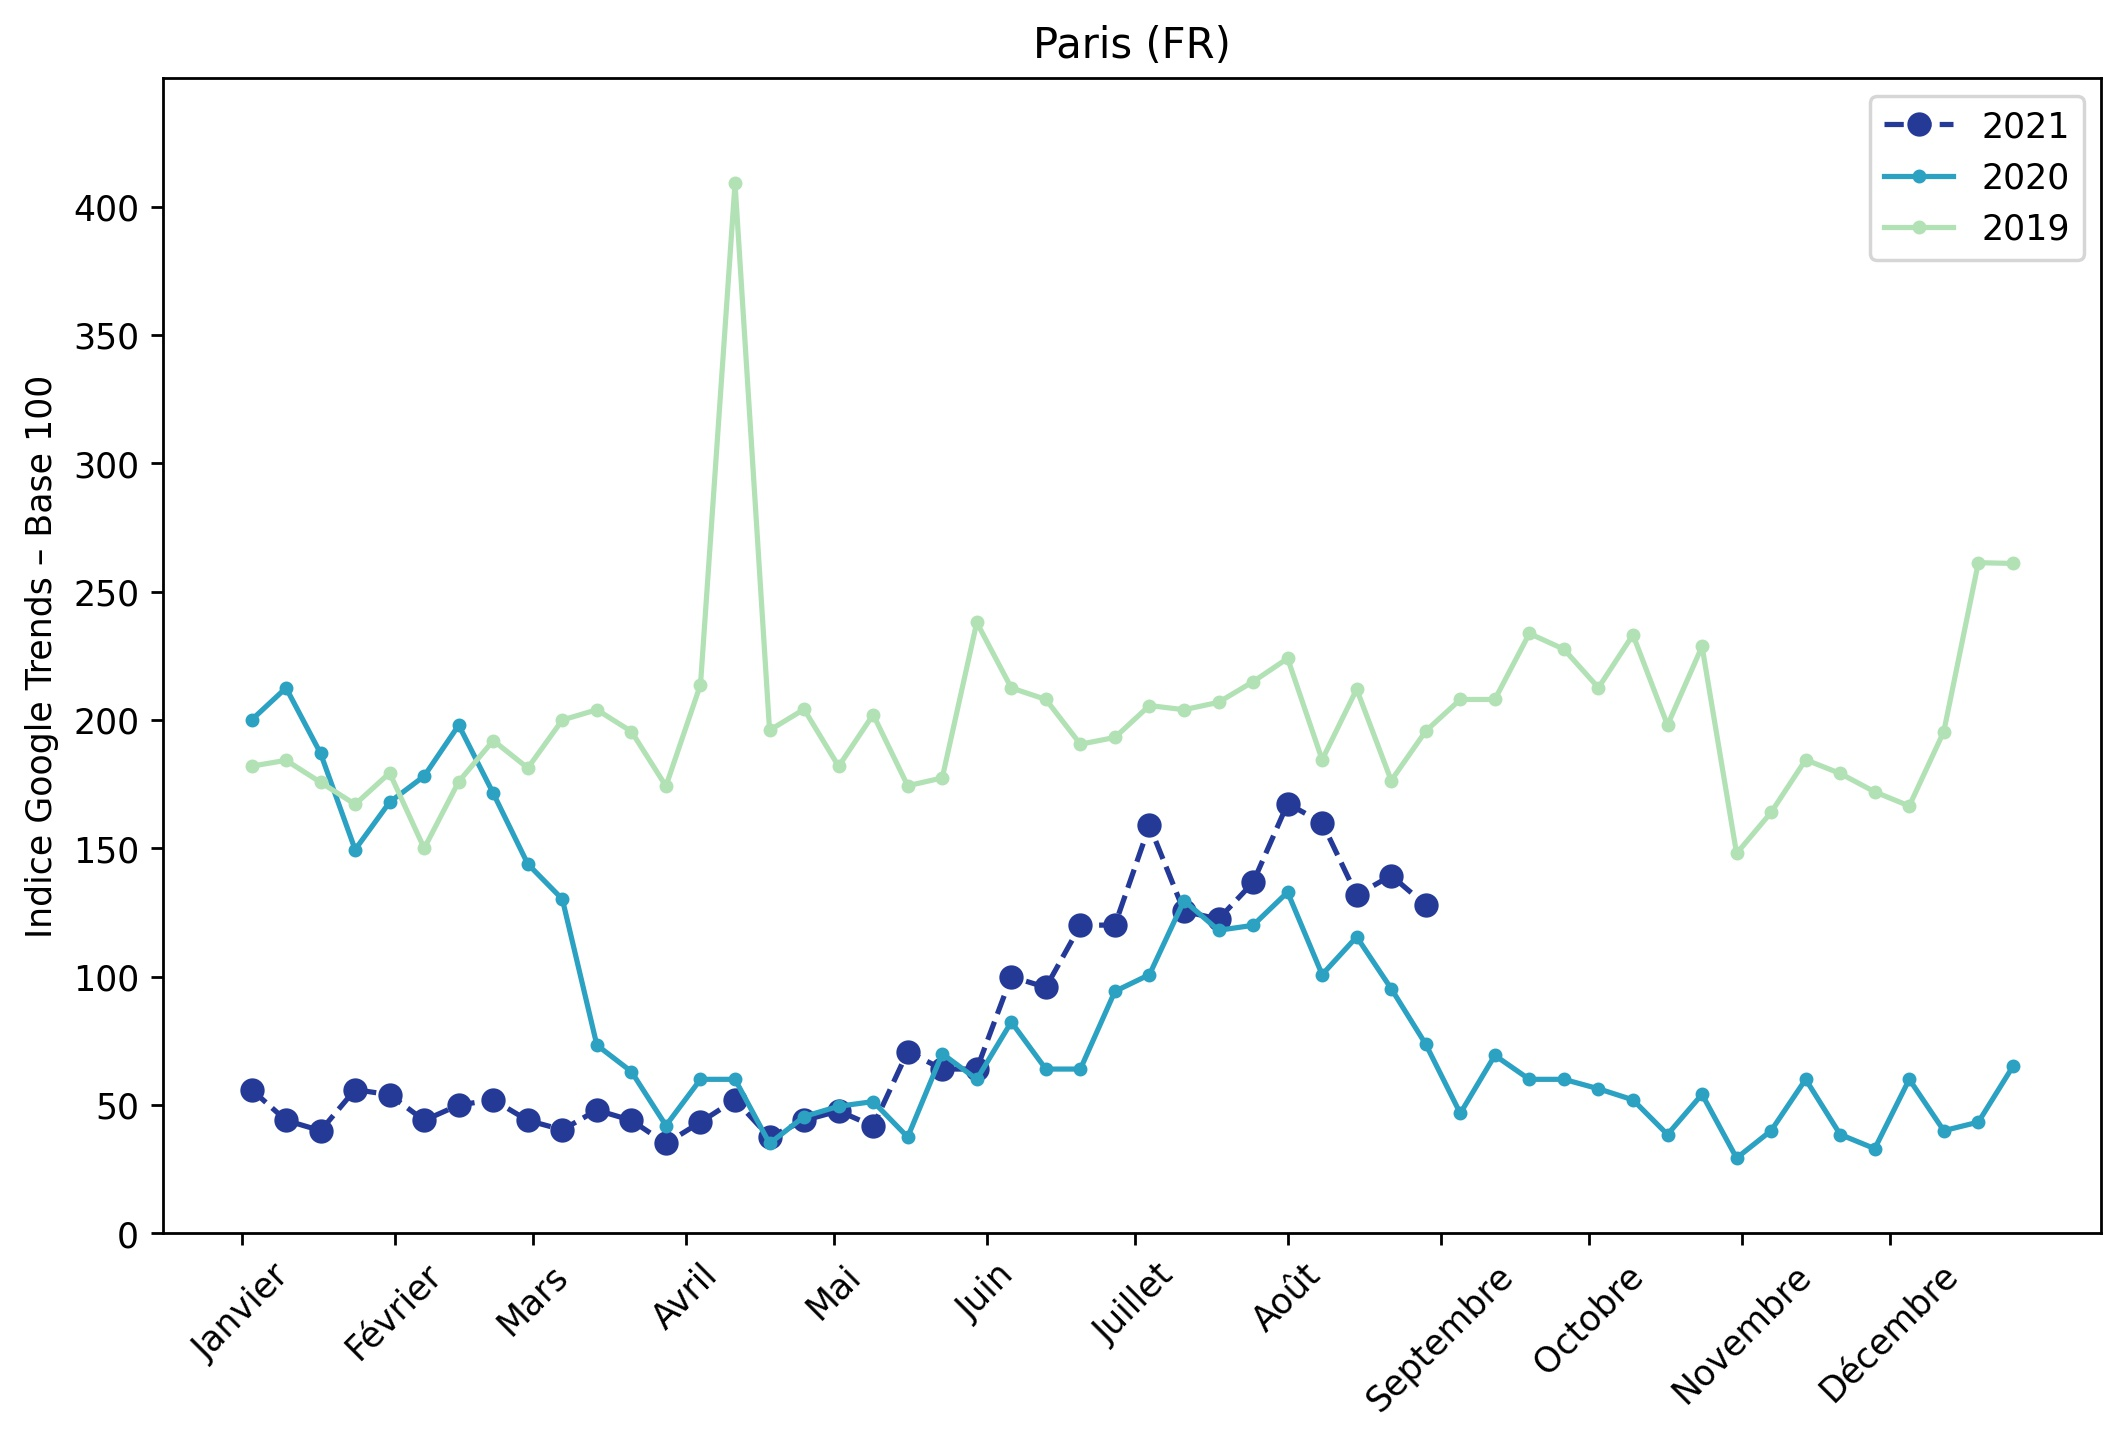 Paris (FR)
Indice Google Trends – Base 100
400
350
300
250
200
150
100
50
0
2021
2020
2019
Janvier
Février
Mars
Avril
Mai
Juin
Juillet
Août
Septembre
Octobre
Novembre
Décembre